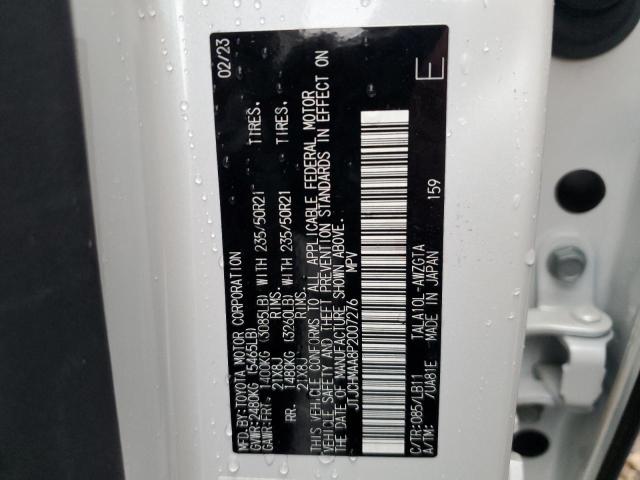 MFD.BY:TOYOTA MOTOR CORPORATION 02/23
GVWR:2480KG (5465LB)
GAWR:FRT. 1400KG (3085LB) WITH 235/50R21 TIRES.
21X8J RIMS.
1480KG (3260LB) WITH 235/50R21 TIRES.
RR. 21X8J RIMS.
THIS VEHICLE CONFORMS TO ALL APPLICABLE FEDERAL MOTOR
VEHICLE SAFETY AND THEFT PREVENTION STANDARDS IN EFFECT ON
THE DATE OF MANUFACTURE SHOWN ABOVE.
JTJCHMAA8P2007276 MPV
C/TR:085/LB11 TALA10L-AWZGTA E
A/TM: /UA81E MADE IN JAPAN 159